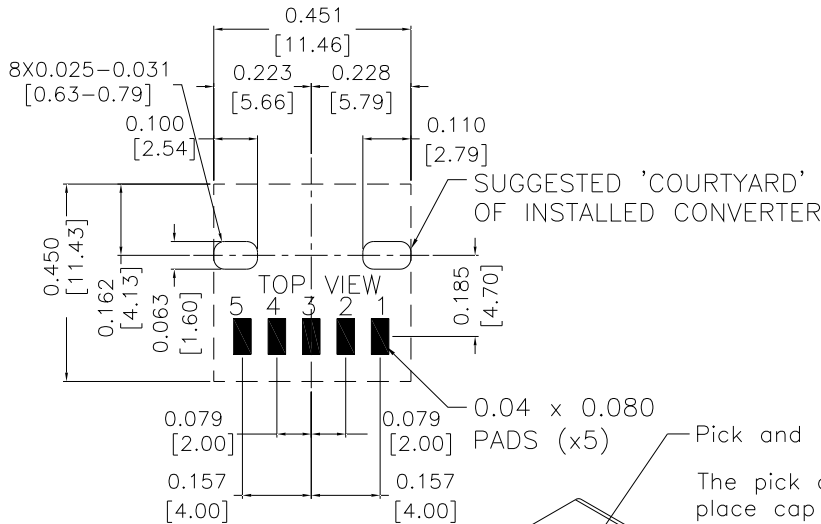 0.451
[11.46]
8X0.025-0.031
[0.63-0.79]
0.223
[5.66]
0.228
[5.79]
0.100
[2.54]
0.110
[2.79]
SUGGESTED 'COURTYARD'
OF INSTALLED CONVERTER
0.450
[11.43]
0.162
[4.13]
0.063
[1.60]
TOP VIEW
5 4 3 2 1
0.185
[4.70]
0.079
[2.00]
0.079
[2.00]
0.04 x 0.080
PADS (x5)
0.157
[4.00]
0.157
[4.00]
Pick and
The pick
place cap